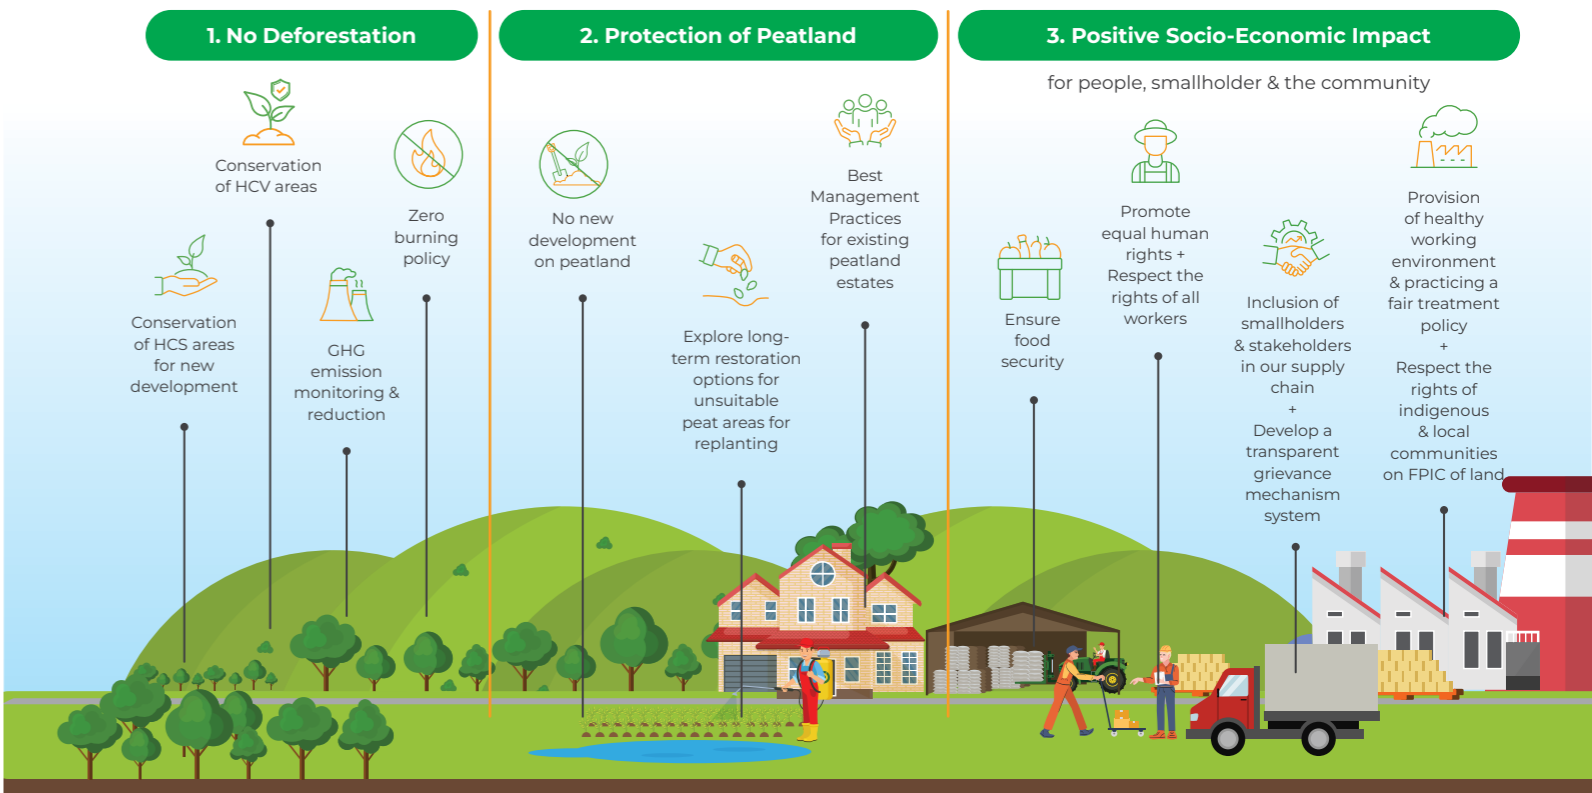 1. No Deforestation
Conservation
of HCV areas
Zero
burning
policy
Conservation
of HCS areas
for new
development
GHG
emission
monitoring &
reduction
2. Protection of Peatland
No new
development
on peatland
Best
Management
Practices
for existing
peatland
estates
Explore long-
term restoration
options for
unsuitable
peat areas for
replanting
3. Positive Socio-Economic Impact
for people, smallholder & the community
Ensure
food
security
Promote
equal human
rights +
Respect the
rights of all
workers
Inclusion of
smallholders
& stakeholders
in our supply
chain
+
Develop a
transparent
grievance
mechanism
system
Provision
of healthy
working
environment
& practicing a
fair treatment
policy
+
Respect the
rights of
indigenous
& local
communities
on FPIC of land